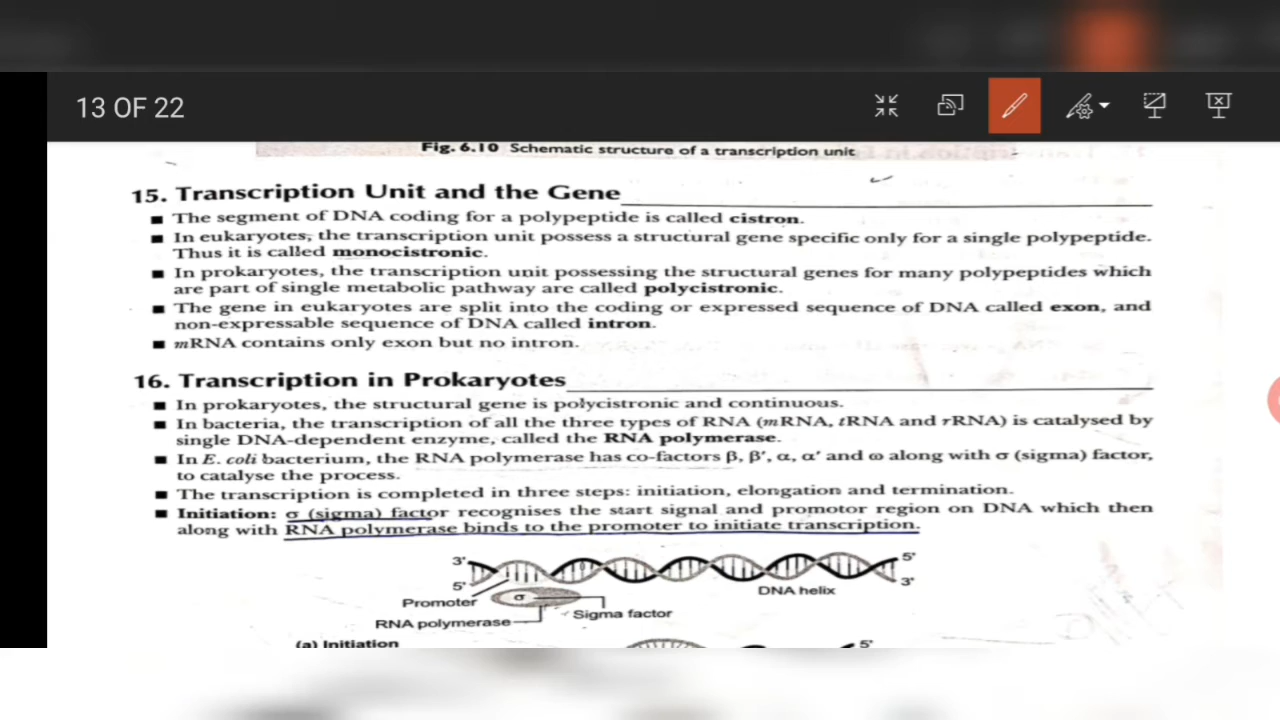 13 OF 22
Fig. 6.10 Schematic structure of a transcription unit
15. Transcription Unit and the Gene
■ The segment of DNA coding for a polypeptide is called cistron.
■ In eukaryotes, the transcription unit possess a structural gene specific only for a single polypeptide.
Thus it is called monocistronic.
■ In prokaryotes, the transcription unit possessing the structural genes for many polypeptides which
are part of single metabolic pathway are called polycistronic.
■ The gene in eukaryotes are split into the coding or expressed sequence of DNA called exon, and
non-expressable sequence of DNA called intron.
■ mRNA contains only exon but no intron.
16. Transcription in Prokaryotes
■ In prokaryotes, the structural gene is polycistronic and continuous.
■ In bacteria, the transcription of all the three types of RNA (mRNA, tRNA and rRNA) is catalysed by
single DNA-dependent enzyme, called the RNA polymerase.
■ In E. coli bacterium, the RNA polymerase has co-factors β, β′, α, α′ and ω along with σ (sigma) factor,
to catalyse the process.
■ The transcription is completed in three steps: initiation, elongation and termination.
■ Initiation: σ (sigma) factor recognises the start signal and promotor region on DNA which then
along with RNA polymerase binds to the promoter to initiate transcription.
3' 5'
5' 3'
DNA helix
Promoter σ
Sigma factor
RNA polymerase
(a) Initiation 5'